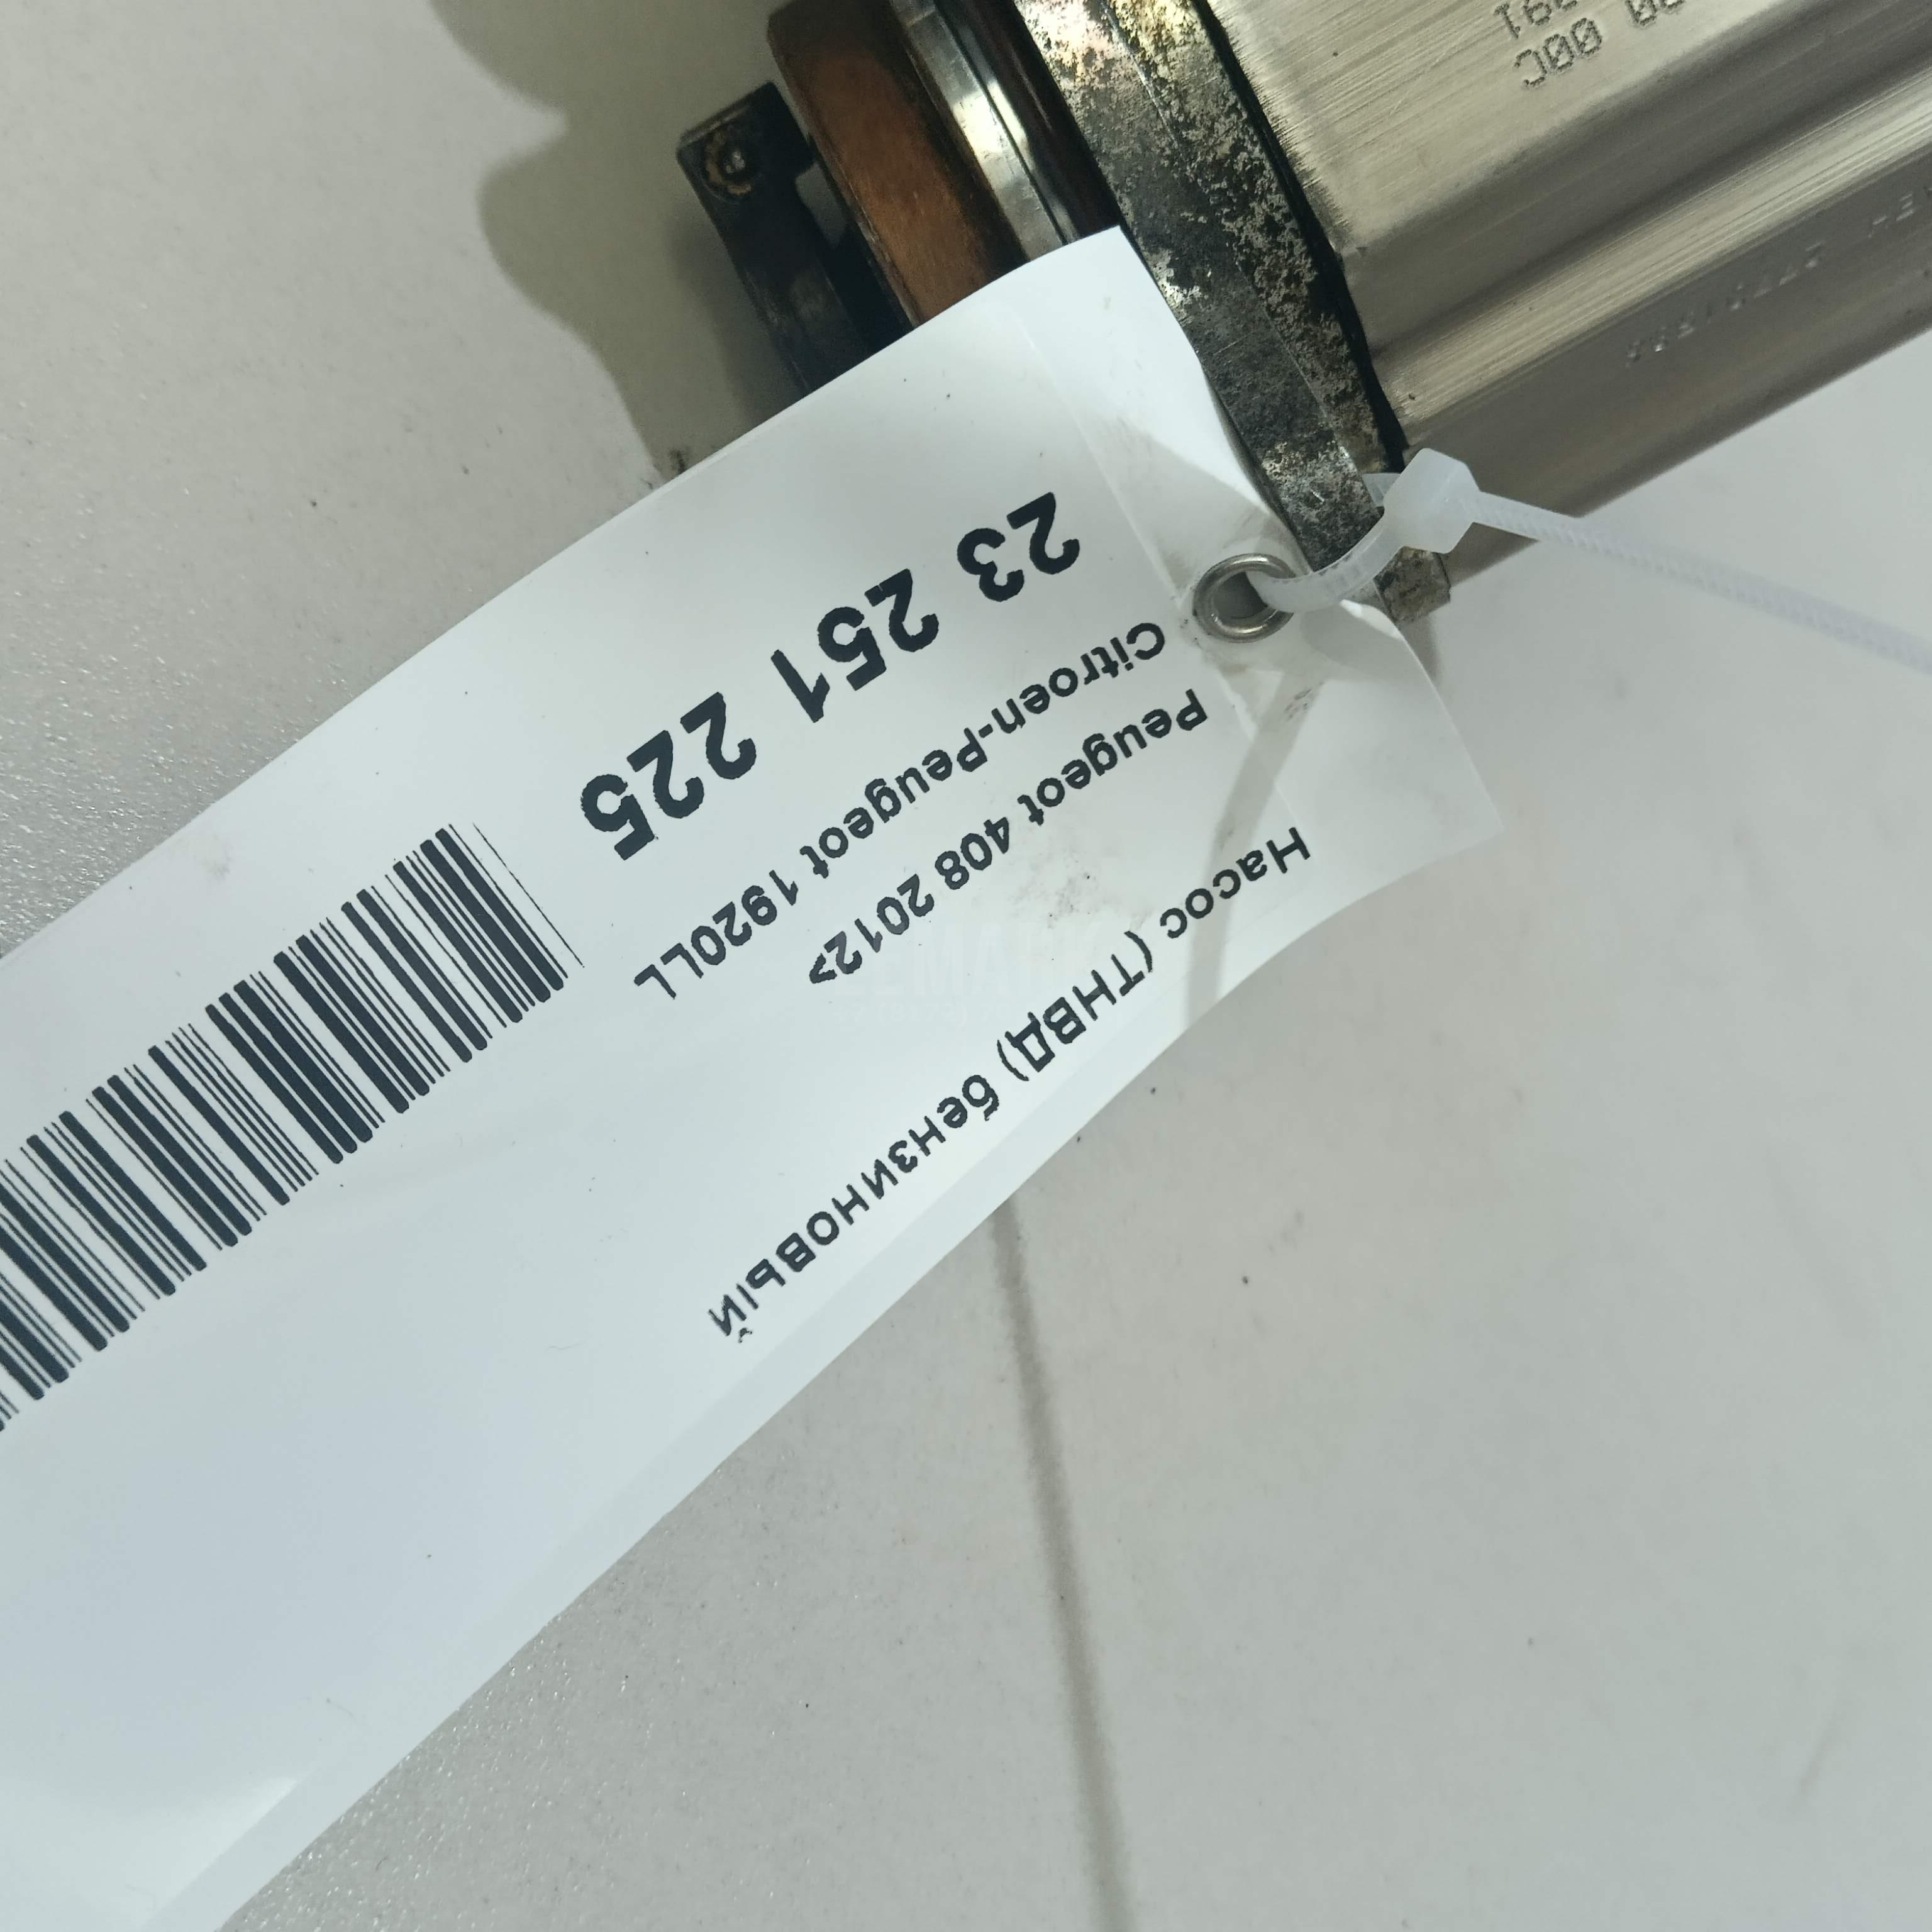 Насос (ТНВД) бензиновый
Peugeot 408 2012>
Citroen-Peugeot 1920LL
23 251 225